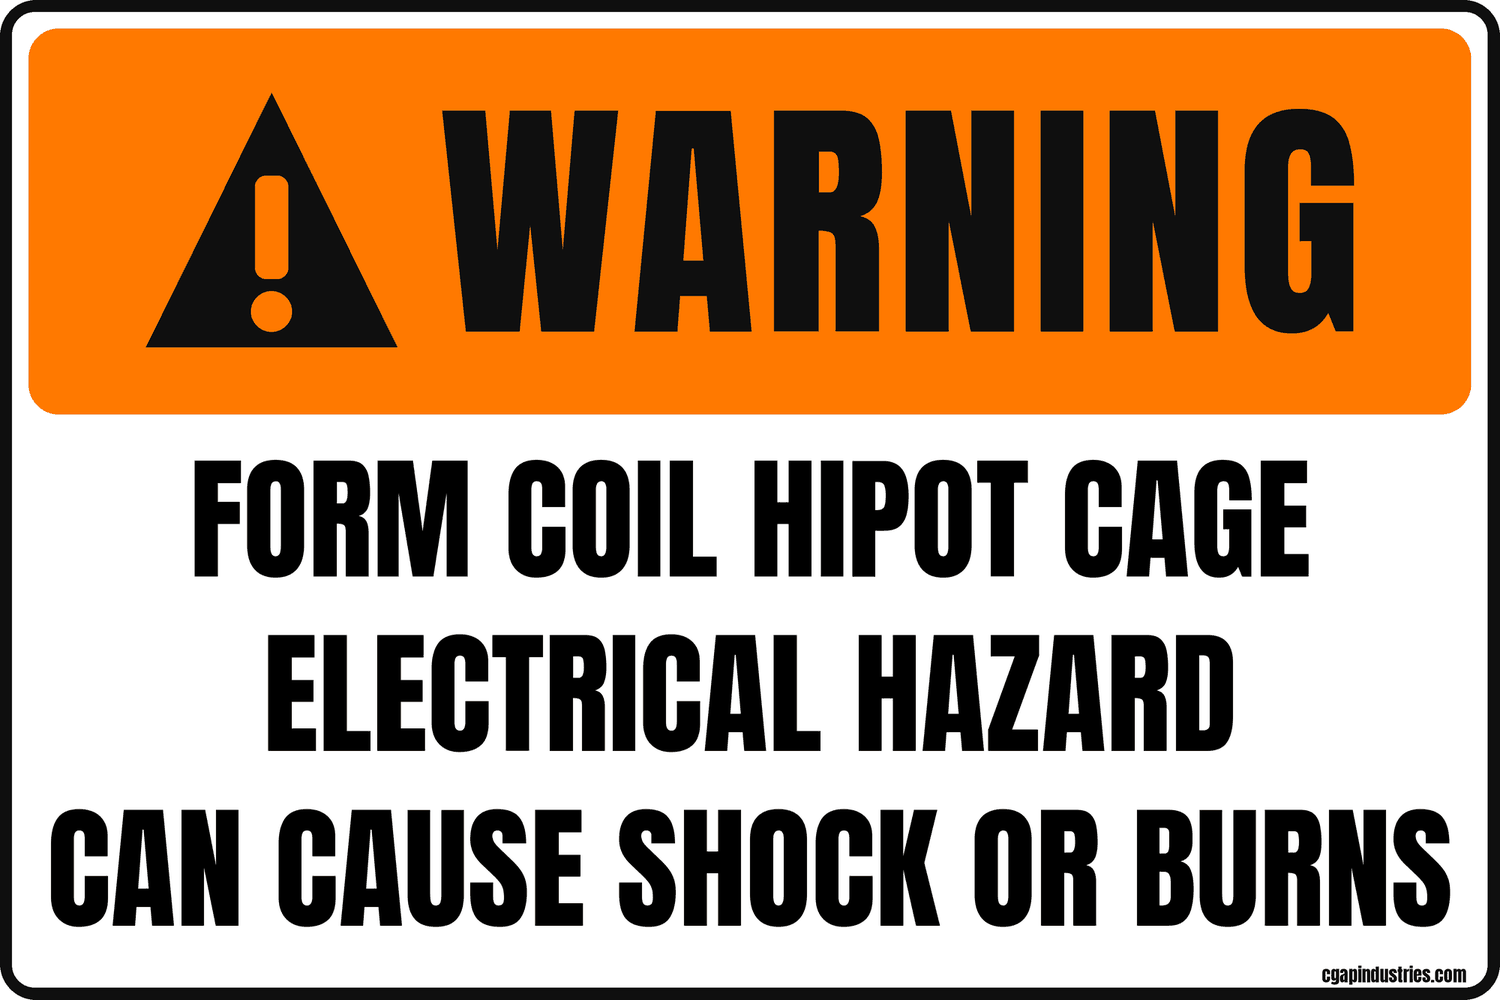 WARNING
FORM COIL HIPOT CAGE
ELECTRICAL HAZARD
CAN CAUSE SHOCK OR BURNS
cgapindustries.com